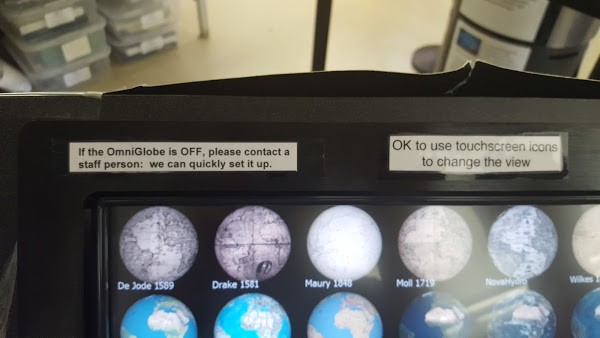 If the OmniGlobe is OFF, please contact a
staff person: we can quickly set it up.
OK to use touchscreen icons
to change the view
De Jode 1589
Drake 1581
Maury 1848
Moll 1719
NovaHydro
Wilkes